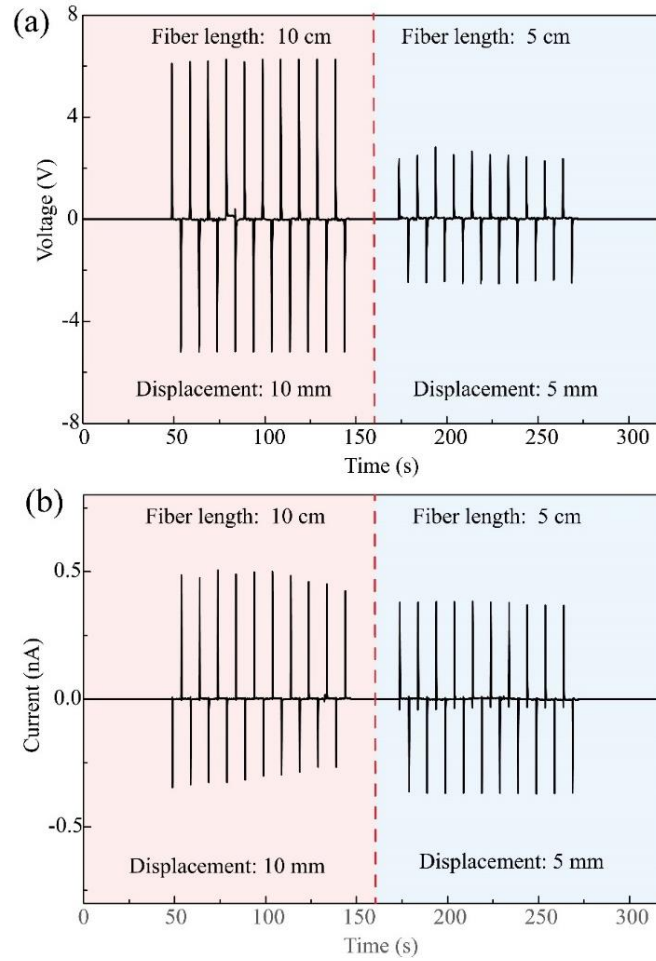 (a)
Fiber length: 10 cm
Fiber length: 5 cm
8
4
0
-4
-8
Voltage (V)
Displacement: 10 mm
Displacement: 5 mm
0
50
100
150
200
250
300
Time (s)
(b)
Fiber length: 10 cm
Fiber length: 5 cm
0.5
0.0
-0.5
Current (nA)
Displacement: 10 mm
Displacement: 5 mm
0
50
100
150
200
250
300
Time (s)